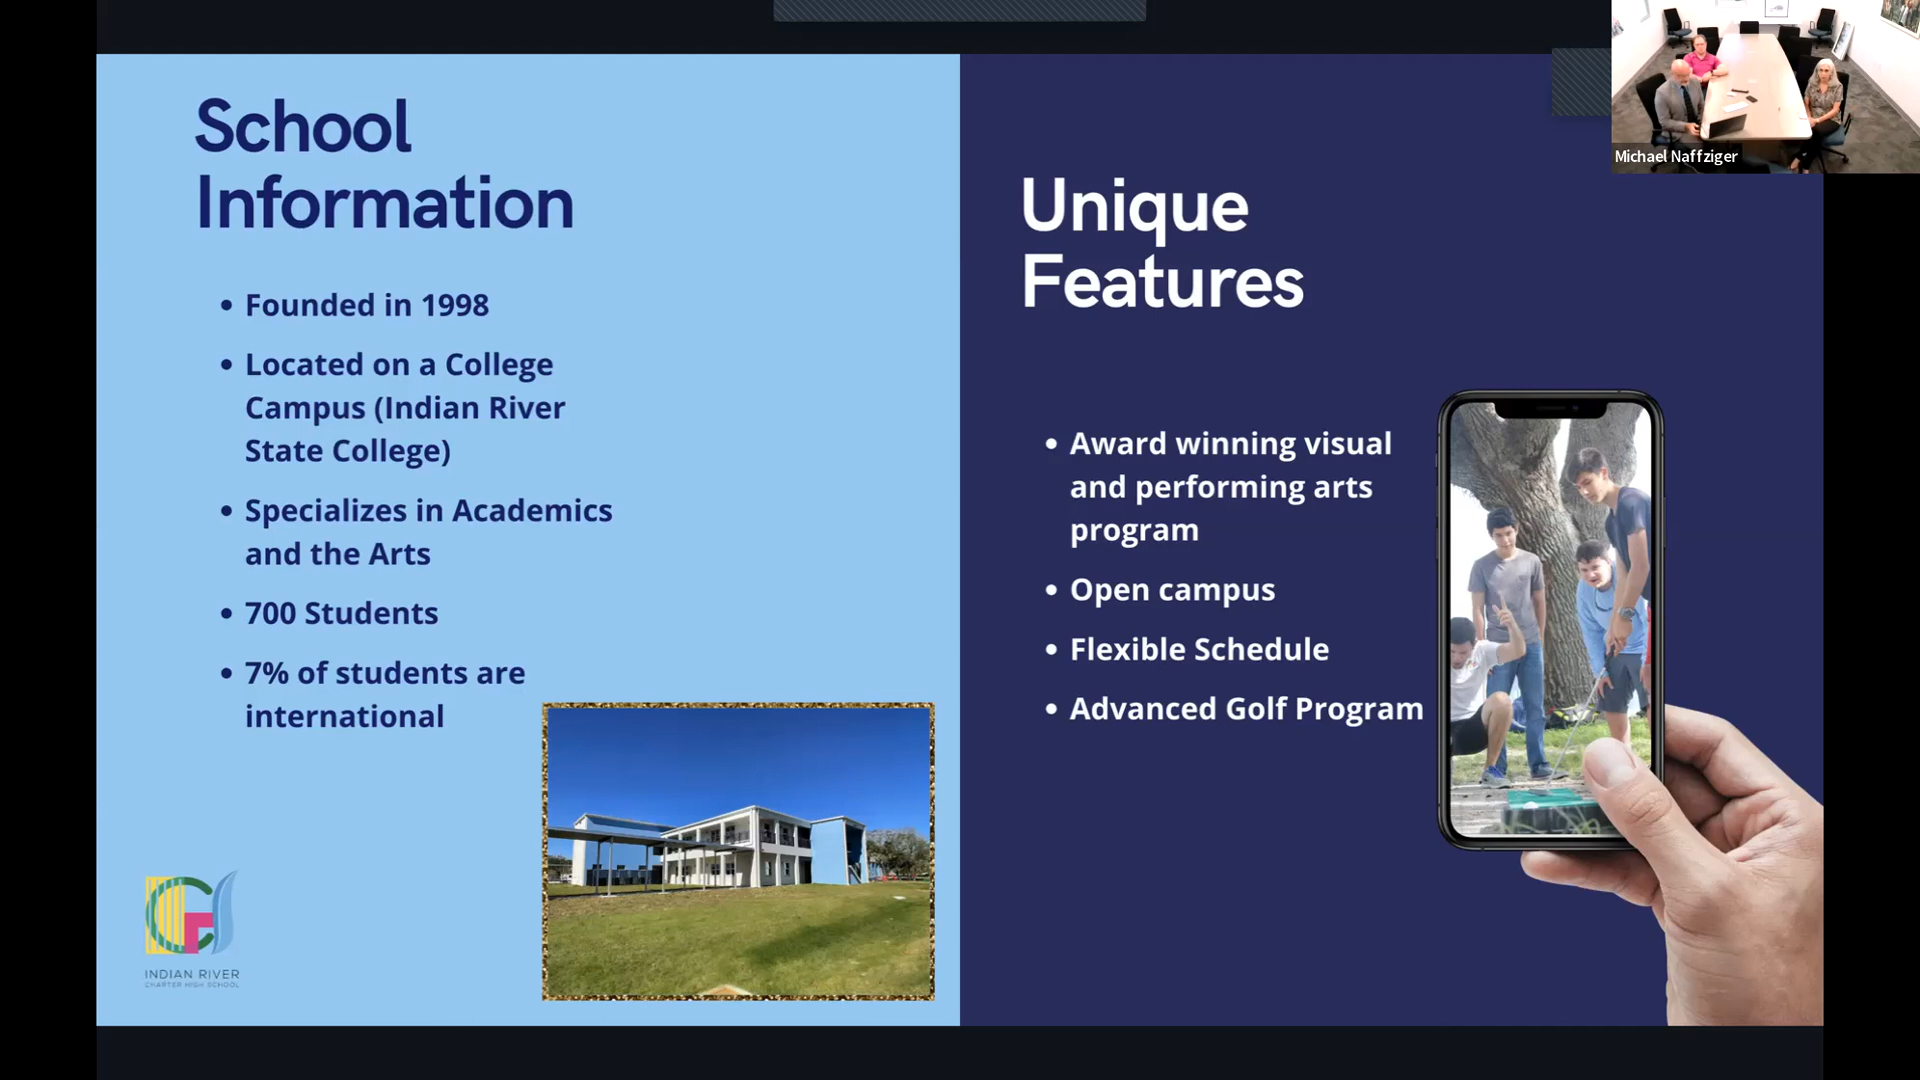 School
Information
• Founded in 1998
• Located on a College
Campus (Indian River
State College)
• Specializes in Academics
and the Arts
• 700 Students
• 7% of students are
international
INDIAN RIVER
CHARTER HIGH SCHOOL
Unique
Features
• Award winning visual
and performing arts
program
• Open campus
• Flexible Schedule
• Advanced Golf Program
Michael Naffziger